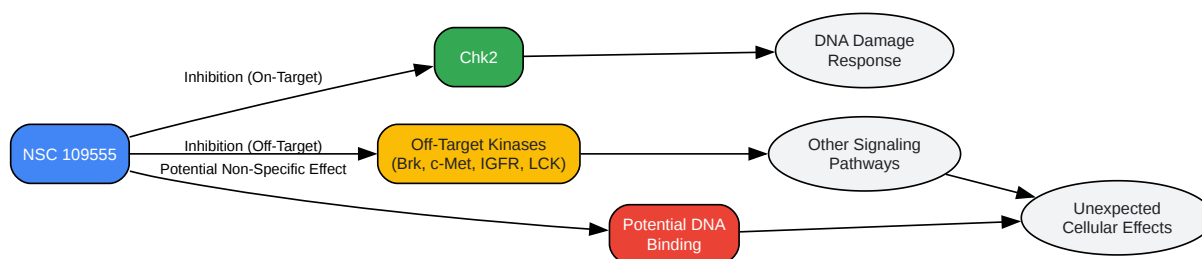 NSC 109555
Inhibition (On-Target)
Inhibition (Off-Target)
Potential Non-Specific Effect
Chk2
DNA Damage
Response
Off-Target Kinases
(Brk, c-Met, IGFR, LCK)
Other Signaling
Pathways
Potential DNA
Binding
Unexpected
Cellular Effects